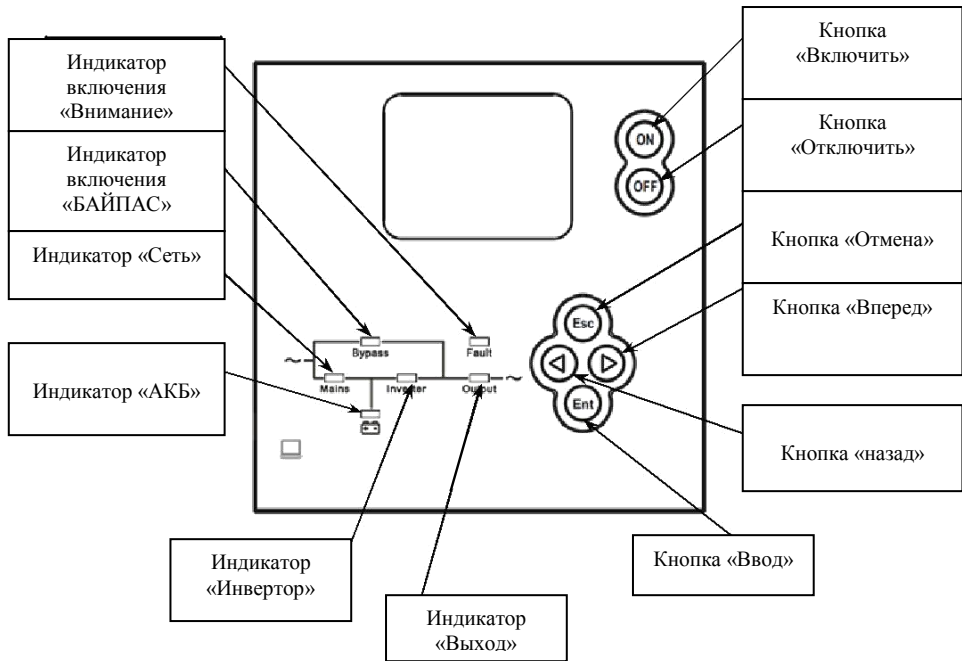 Индикатор
включения
«Внимание»
Индикатор
включения
«БАЙПАС»
Индикатор «Сеть»
Индикатор «АКБ»
Индикатор
«Инвертор»
Индикатор
«Выход»
Кнопка
«Включить»
Кнопка
«Отключить»
Кнопка «Отмена»
Кнопка «Вперед»
Кнопка «назад»
Кнопка «Ввод»
ON
OFF
Esc
Ent
Bypass
Fault
Mains
Inverter
Output